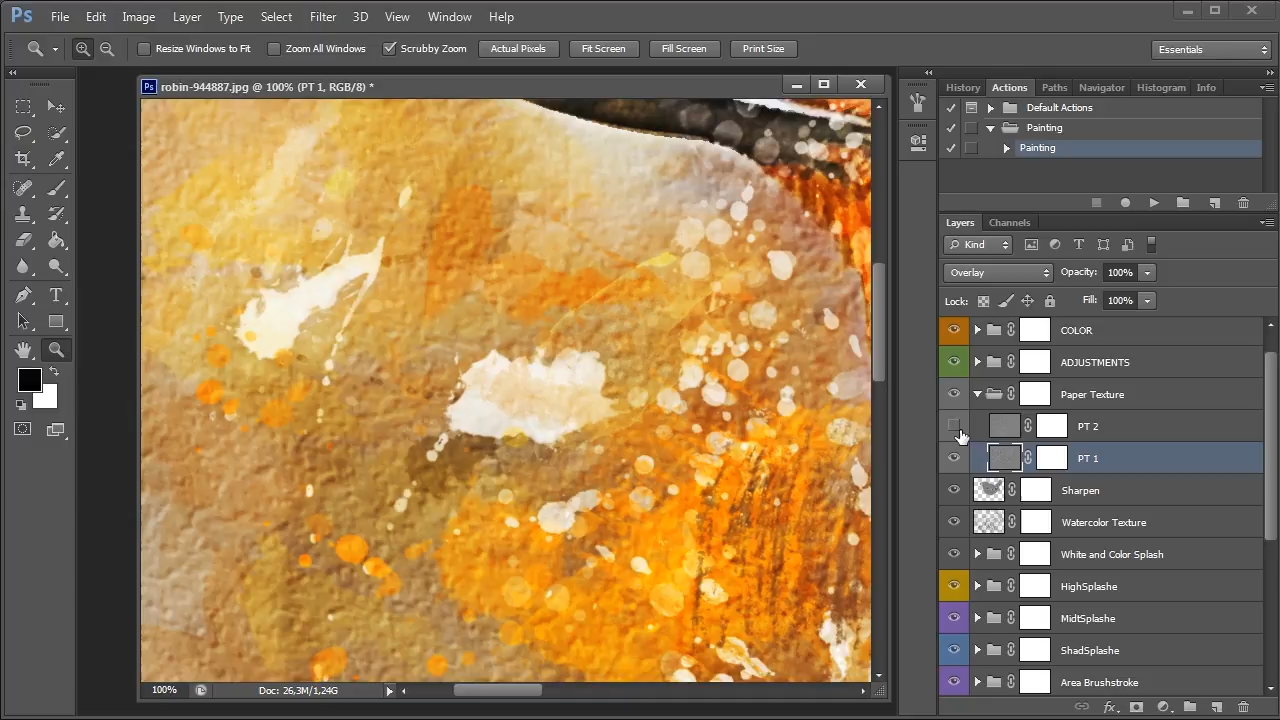 Ps File Edit Image Layer Type Select Filter 3D View Window Help
Resize Windows to Fit Zoom All Windows Scrubby Zoom Actual Pixels Fit Screen Fill Screen Print Size Essentials
Ps robin-944887.jpg @ 100% (PT 1, RGB/8) *
History Actions Paths Navigator Histogram Info
Default Actions
Painting
Painting
Layers Channels
Kind
Overlay Opacity: 100%
Lock: Fill: 100%
COLOR
ADJUSTMENTS
Paper Texture
PT 2
PT 1
Sharpen
Watercolor Texture
White and Color Splash
HighSplashe
MidtSplashe
ShadSplashe
Area Brushstroke
100% Doc: 26,3M/1,24G
fx